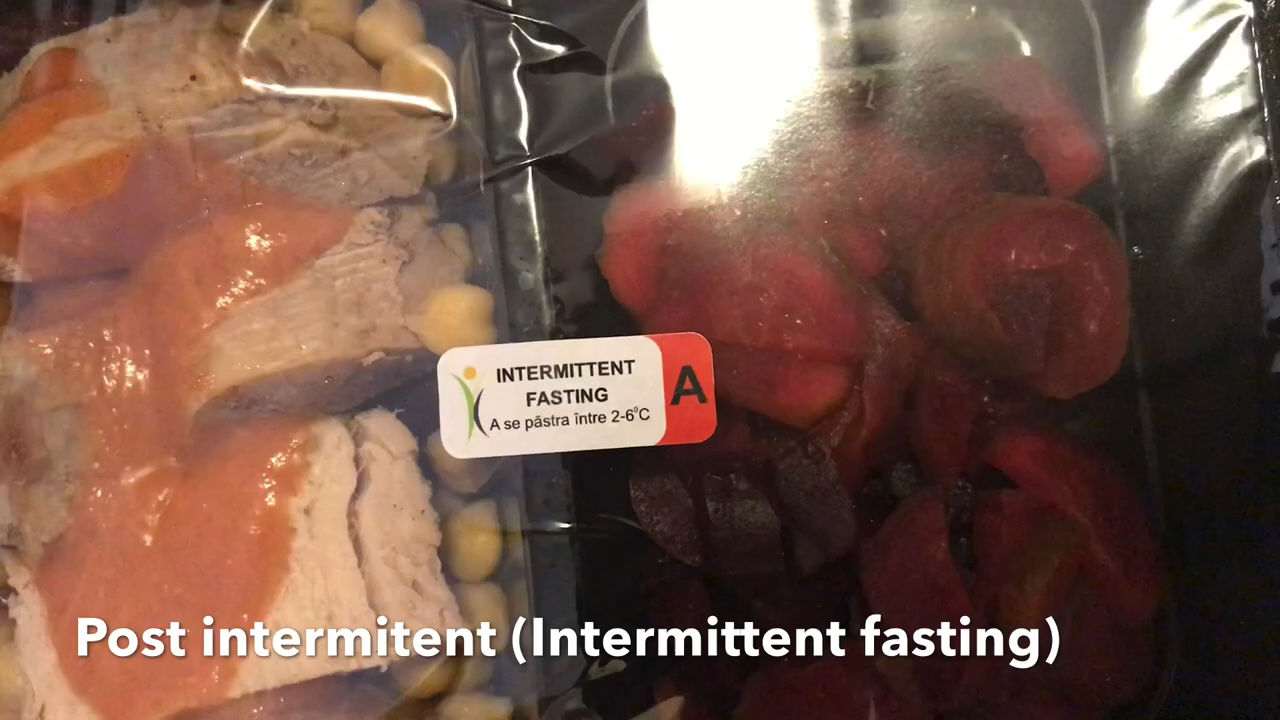 INTERMITTENT
FASTING
A se păstra între 2-6°C
A
Post intermitent (Intermittent fasting)